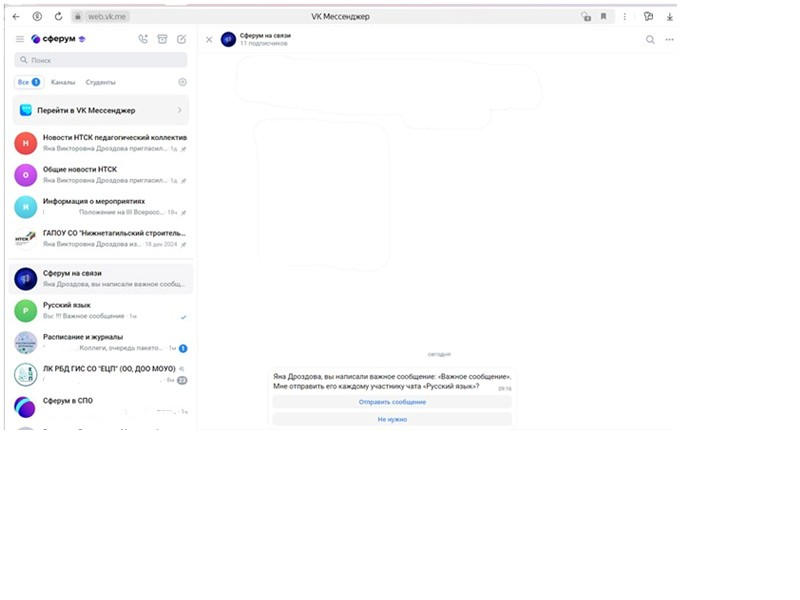 web.vk.me
VK Мессенджер
сферум
Сферум на связи
11 подписчиков
Поиск
Все 1 Каналы Студенты
Перейти в VK Мессенджер
Н
Новости НТСК педагогический коллектив
Яна Викторовна Дроздова пригласил... · 1д
О
Общие новости НТСК
Яна Викторовна Дроздова пригласил... · 1д
И
Информация о мероприятиях
Положение на III Всеросс... · 19ч
НТСК
ГАПОУ СО "Нижнетагильский строитель...
Яна Викторовна Дроздова из... · 18 дек 2024
Сферум на связи
Яна Дроздова, вы написали важное сообщ...
Р
Русский язык
Вы: !!! Важное сообщение · 1м
Расписание и журналы
Коллеги, очередь пакето... · 1м 1
ЛК РБД ГИС СО "ЕЦП" (ОО, ДОО МОУО)
· 6м 23
Сферум в СПО
сегодня
Яна Дроздова, вы написали важное сообщение: «Важное сообщение».
Мне отправить его каждому участнику чата «Русский язык»?
09:16
Отправить сообщение
Не нужно